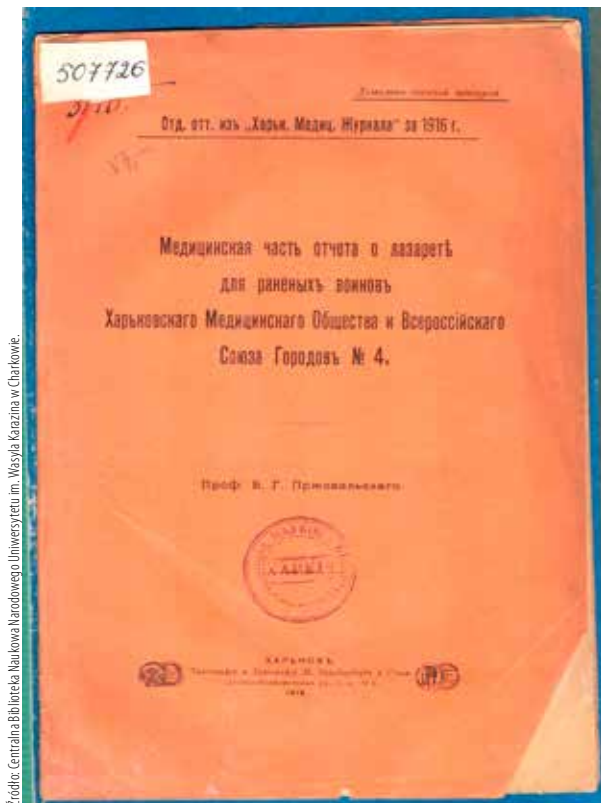 507726
Отд. отт. изъ „Харьк. Медиц. Журнала" за 1916 г.
Медицинская часть отчета о лазаретѣ
для раненыхъ воиновъ
Харьковскаго Медицинскаго Общества и Всероссійскаго
Союза Городовъ № 4.
Проф. Б. Г. Пржевальскаго.
ХАРЬКОВЪ.
1916
Źródło: Centralna Biblioteka Naukowa Narodowego Uniwersytetu im. Wasyla Karazina w Charkowie.